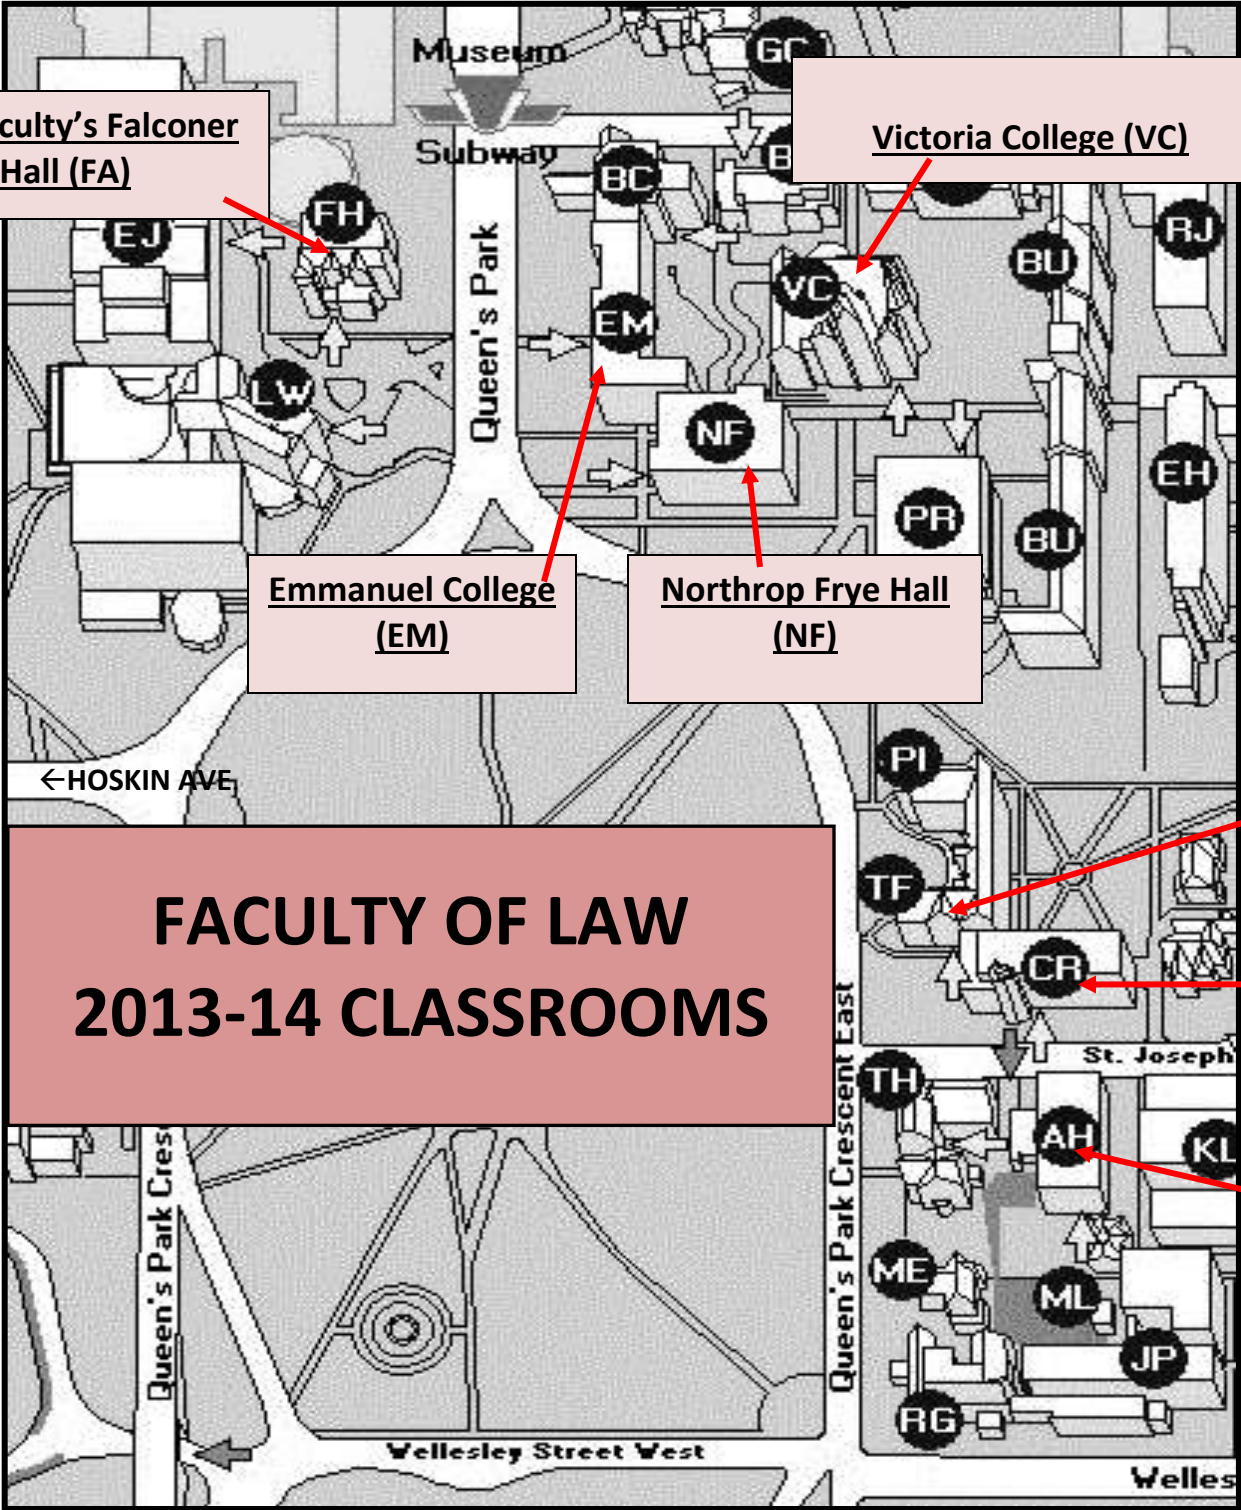 Museum
Subway
GC
culty's Falconer
Hall (FA)
Victoria College (VC)
FH
EJ
BC
B
RJ
BU
VC
EM
Queen's Park
LW
NF
EH
PR
BU
Emmanuel College
(EM)
Northrop Frye Hall
(NF)
PI
←HOSKIN AVE
TF
FACULTY OF LAW
2013-14 CLASSROOMS
CR
St. Joseph
Queen's Park Crescent East
TH
AH
KL
Queen's Park Cresc
ME
ML
JP
RG
Wellesley Street West
Welles